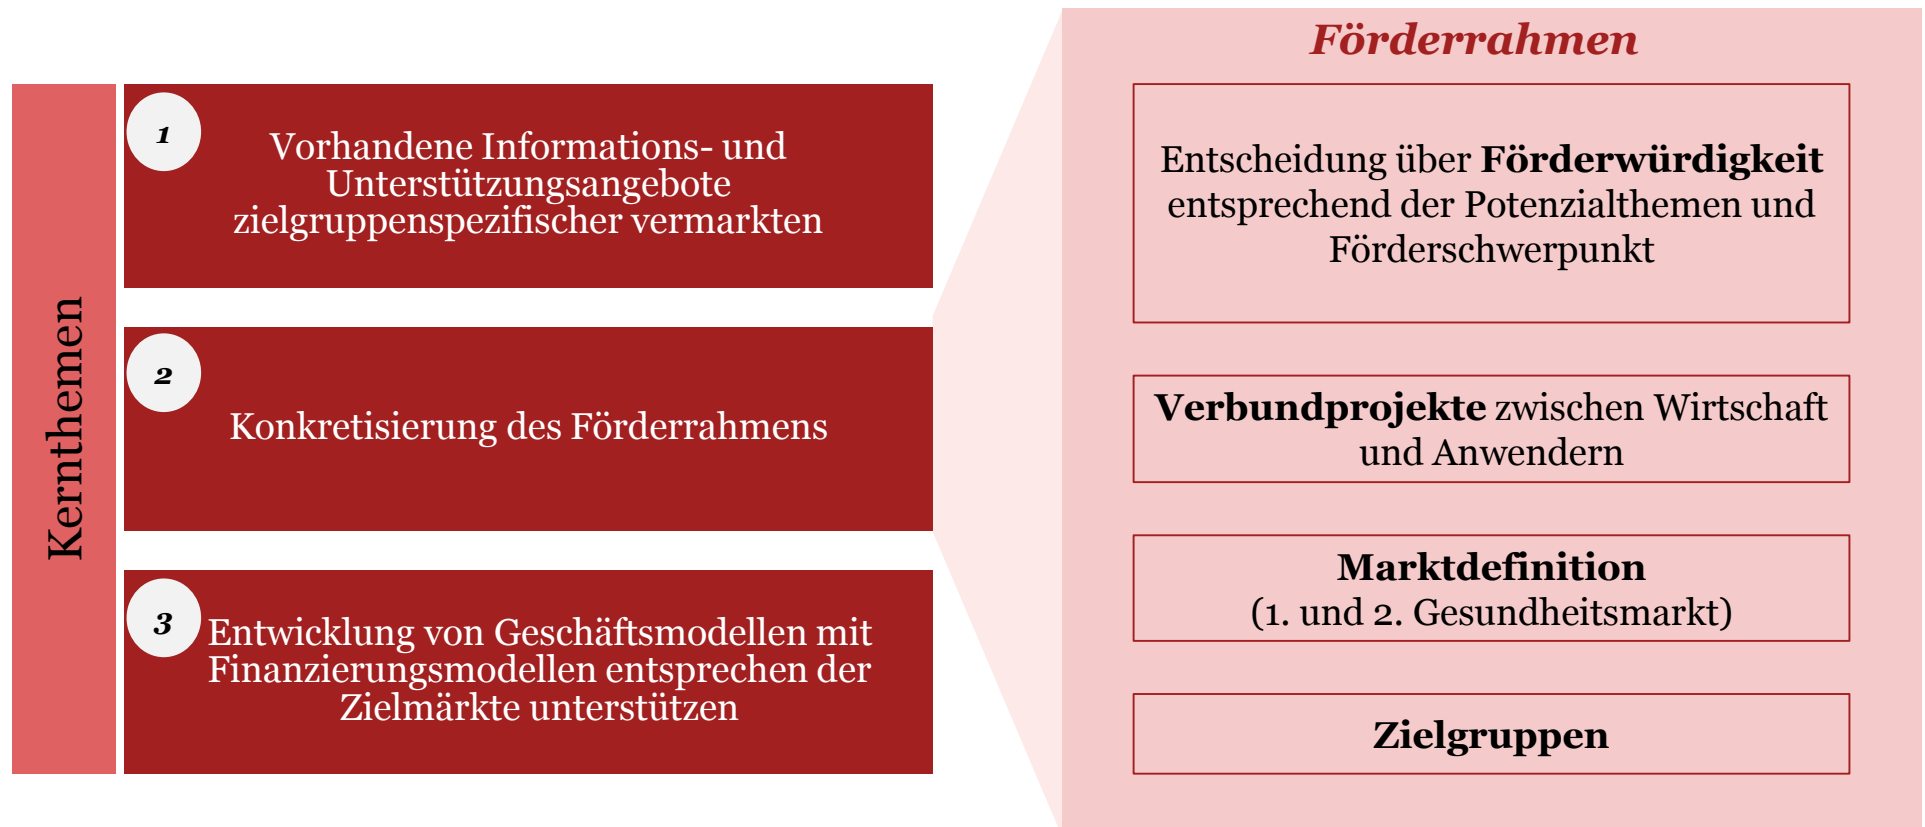 Kernthemen
1
Vorhandene Informations- und
Unterstützungsangebote
zielgruppenspezifischer vermarkten
2
Konkretisierung des Förderrahmens
3
Entwicklung von Geschäftsmodellen mit
Finanzierungsmodellen entsprechen der
Zielmärkte unterstützen
Förderrahmen
Entscheidung über Förderwürdigkeit
entsprechend der Potenzialthemen und
Förderschwerpunkt
Verbundprojekte zwischen Wirtschaft
und Anwendern
Marktdefinition
(1. und 2. Gesundheitsmarkt)
Zielgruppen